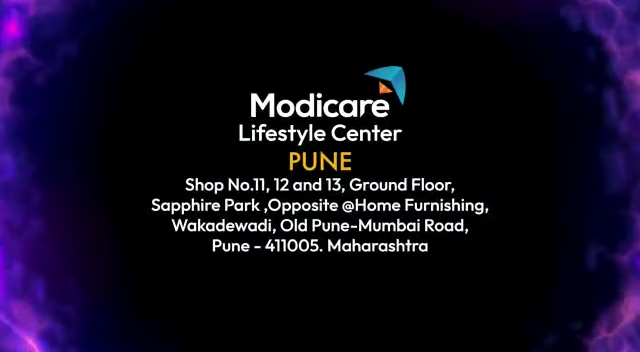 Modicare
Lifestyle Center
PUNE
Shop No.11, 12 and 13, Ground Floor,
Sapphire Park ,Opposite @Home Furnishing,
Wakadewadi, Old Pune-Mumbai Road,
Pune - 411005. Maharashtra